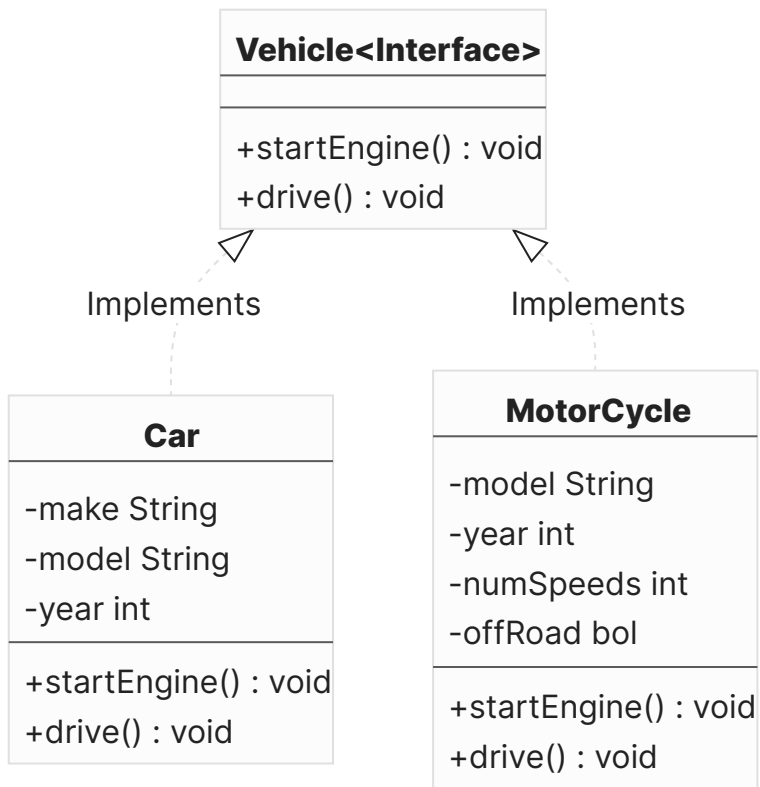 Vehicle<Interface>
+startEngine() : void
+drive() : void
Implements
Implements
Car
-make String
-model String
-year int
+startEngine() : void
+drive() : void
MotorCycle
-model String
-year int
-numSpeeds int
-offRoad bol
+startEngine() : void
+drive() : void